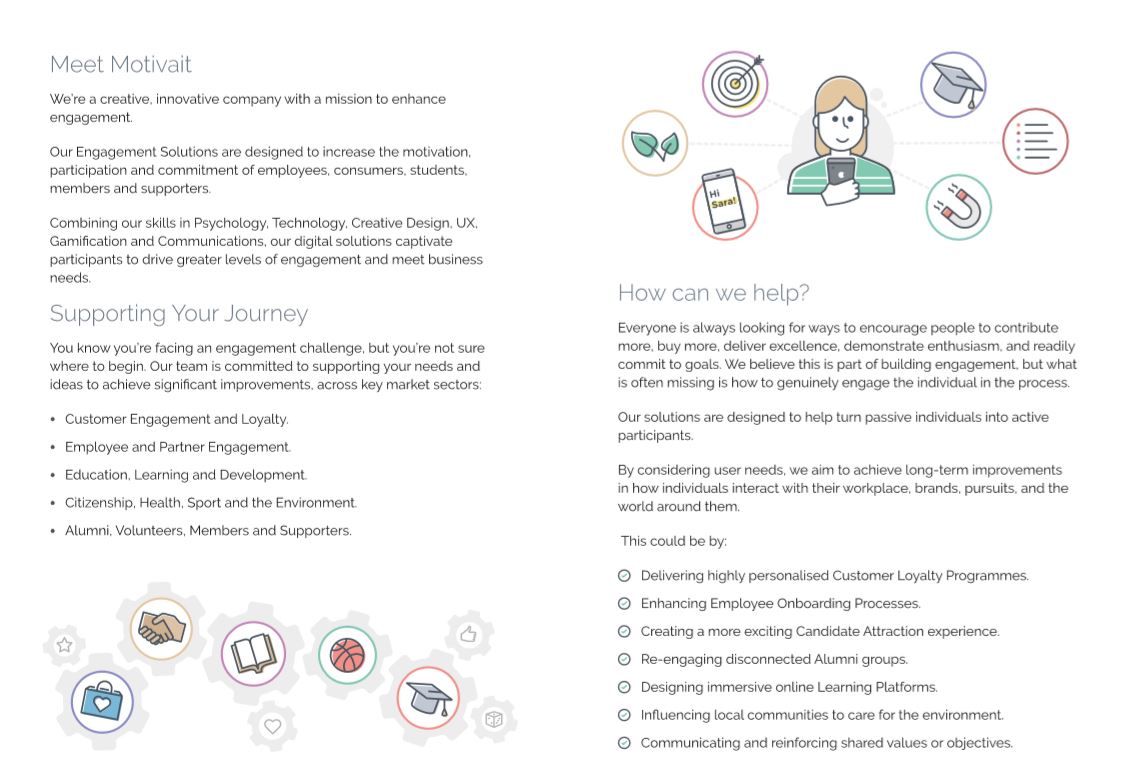 Meet Motivait
We're a creative, innovative company with a mission to enhance
engagement.
Our Engagement Solutions are designed to increase the motivation,
participation and commitment of employees, consumers, students,
members and supporters.
Combining our skills in Psychology, Technology, Creative Design, UX,
Gamification and Communications, our digital solutions captivate
participants to drive greater levels of engagement and meet business
needs.
Supporting Your Journey
You know you're facing an engagement challenge, but you're not sure
where to begin. Our team is committed to supporting your needs and
ideas to achieve significant improvements, across key market sectors:
• Customer Engagement and Loyalty.
• Employee and Partner Engagement.
• Education, Learning and Development.
• Citizenship, Health, Sport and the Environment.
• Alumni, Volunteers, Members and Supporters.
Hi
Sara!
How can we help?
Everyone is always looking for ways to encourage people to contribute
more, buy more, deliver excellence, demonstrate enthusiasm, and readily
commit to goals. We believe this is part of building engagement, but what
is often missing is how to genuinely engage the individual in the process.
Our solutions are designed to help turn passive individuals into active
participants.
By considering user needs, we aim to achieve long-term improvements
in how individuals interact with their workplace, brands, pursuits, and the
world around them.
This could be by:
Delivering highly personalised Customer Loyalty Programmes.
Enhancing Employee Onboarding Processes.
Creating a more exciting Candidate Attraction experience.
Re-engaging disconnected Alumni groups.
Designing immersive online Learning Platforms.
Influencing local communities to care for the environment.
Communicating and reinforcing shared values or objectives.